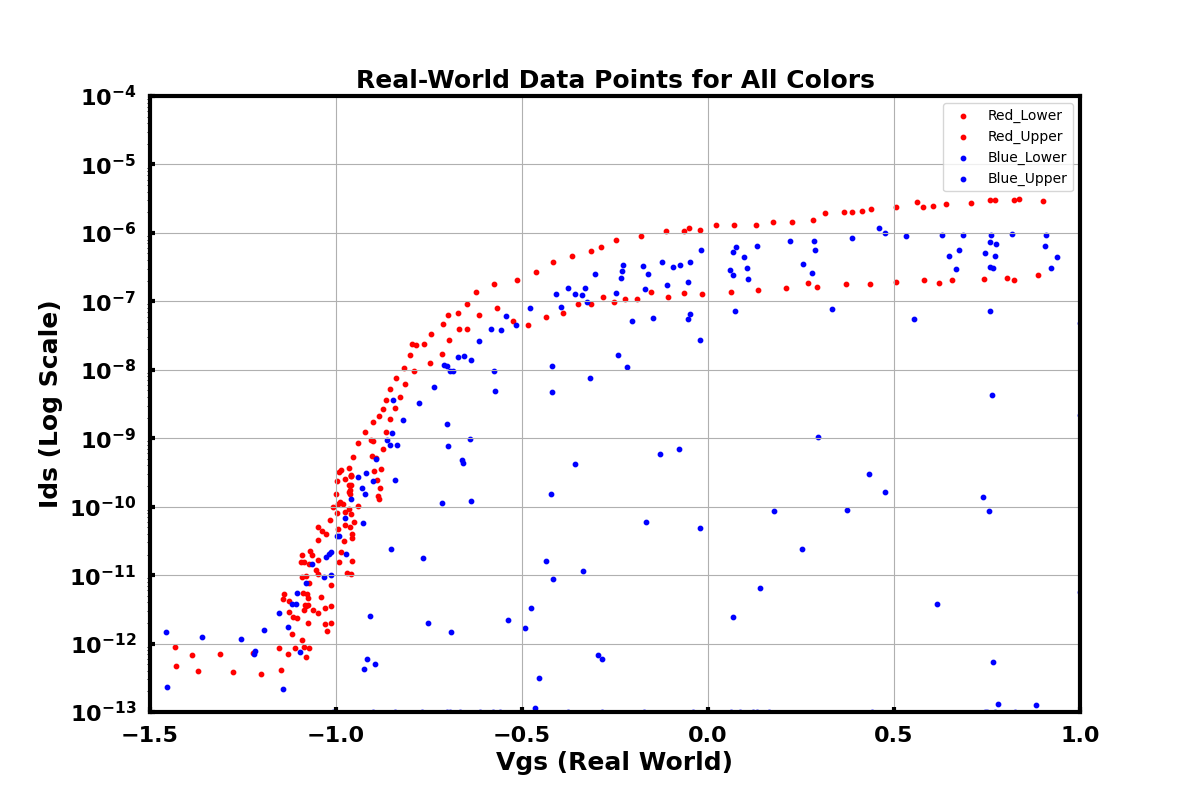 Real-World Data Points for All Colors
10⁻⁴
10⁻⁵
10⁻⁶
10⁻⁷
10⁻⁸
10⁻⁹
10⁻¹⁰
10⁻¹¹
10⁻¹²
10⁻¹³
Ids (Log Scale)
Red_Lower
Red_Upper
Blue_Lower
Blue_Upper
−1.5 −1.0 −0.5 0.0 0.5 1.0
Vgs (Real World)